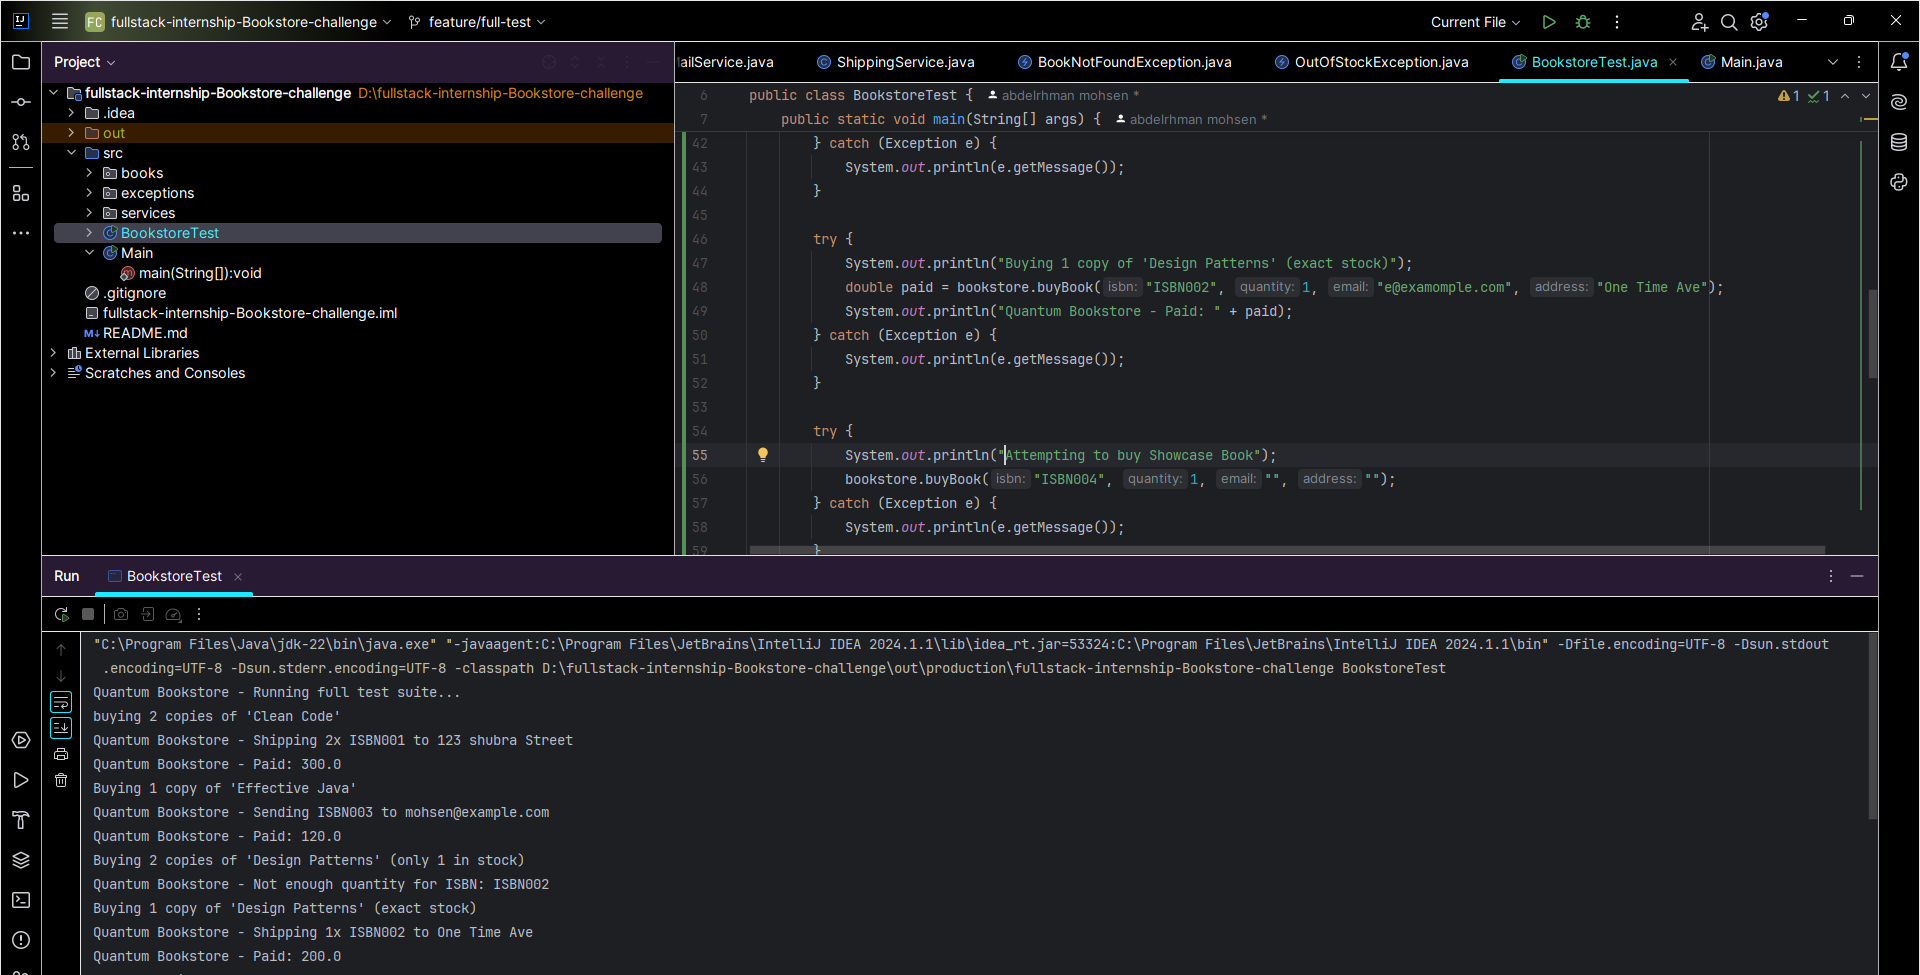 FC fullstack-internship-Bookstore-challenge feature/full-test Current File
Project
fullstack-internship-Bookstore-challenge D:\fullstack-internship-Bookstore-challenge
.idea
out
src
books
exceptions
services
BookstoreTest
Main
main(String[]):void
.gitignore
fullstack-internship-Bookstore-challenge.iml
README.md
External Libraries
Scratches and Consoles
ailService.java ShippingService.java BookNotFoundException.java OutOfStockException.java BookstoreTest.java Main.java
6 public class BookstoreTest { abdelrhman mohsen * 1 1
7 public static void main(String[] args) { abdelrhman mohsen *
42 } catch (Exception e) {
43 System.out.println(e.getMessage());
44 }
45
46 try {
47 System.out.println("Buying 1 copy of 'Design Patterns' (exact stock)");
48 double paid = bookstore.buyBook( isbn: "ISBN002", quantity: 1, email: "e@examomple.com", address: "One Time Ave");
49 System.out.println("Quantum Bookstore - Paid: " + paid);
50 } catch (Exception e) {
51 System.out.println(e.getMessage());
52 }
53
54 try {
55 System.out.println("Attempting to buy Showcase Book");
56 bookstore.buyBook( isbn: "ISBN004", quantity: 1, email: "", address: "");
57 } catch (Exception e) {
58 System.out.println(e.getMessage());
59 }
Run BookstoreTest
"C:\Program Files\Java\jdk-22\bin\java.exe" "-javaagent:C:\Program Files\JetBrains\IntelliJ IDEA 2024.1.1\lib\idea_rt.jar=53324:C:\Program Files\JetBrains\IntelliJ IDEA 2024.1.1\bin" -Dfile.encoding=UTF-8 -Dsun.stdout
.encoding=UTF-8 -Dsun.stderr.encoding=UTF-8 -classpath D:\fullstack-internship-Bookstore-challenge\out\production\fullstack-internship-Bookstore-challenge BookstoreTest
Quantum Bookstore - Running full test suite...
buying 2 copies of 'Clean Code'
Quantum Bookstore - Shipping 2x ISBN001 to 123 shubra Street
Quantum Bookstore - Paid: 300.0
Buying 1 copy of 'Effective Java'
Quantum Bookstore - Sending ISBN003 to mohsen@example.com
Quantum Bookstore - Paid: 120.0
Buying 2 copies of 'Design Patterns' (only 1 in stock)
Quantum Bookstore - Not enough quantity for ISBN: ISBN002
Buying 1 copy of 'Design Patterns' (exact stock)
Quantum Bookstore - Shipping 1x ISBN002 to One Time Ave
Quantum Bookstore - Paid: 200.0